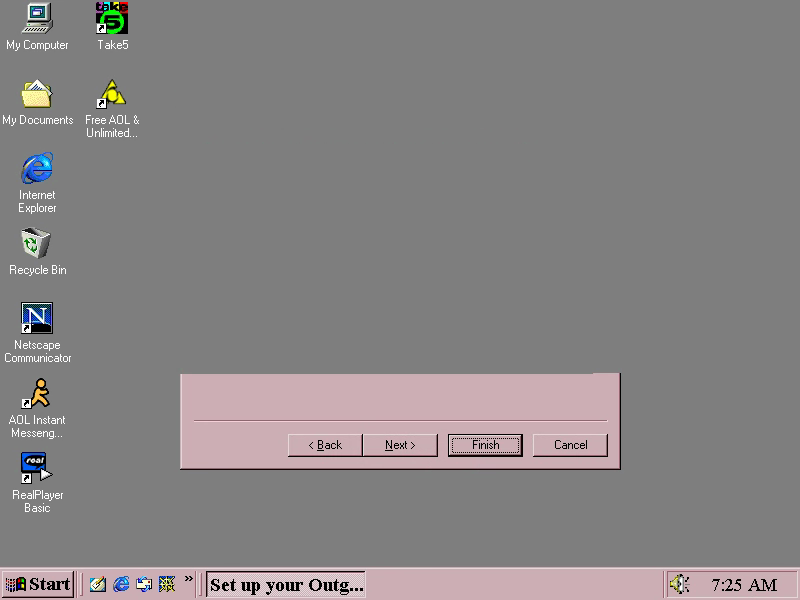 My Computer
Take5
My Documents
Free AOL &
Unlimited...
Internet
Explorer
Recycle Bin
Netscape
Communicator
AOL Instant
Messeng...
RealPlayer
Basic
< Back
Next >
Finish
Cancel
Start
»
Set up your Outg...
7:25 AM
take
5
N
real